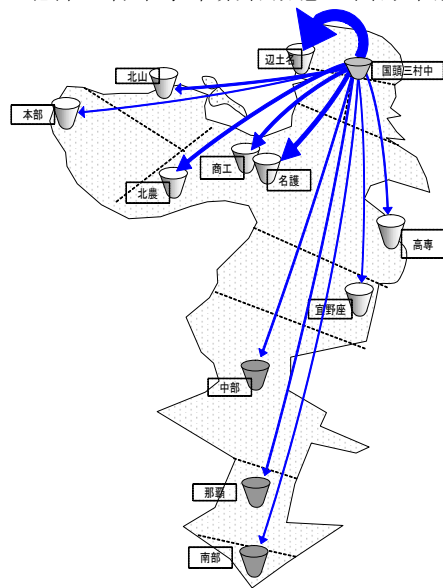 辺土名
国頭三村中
北山
本部
商工
名護
北農
高専
宜野座
中部
那覇
南部